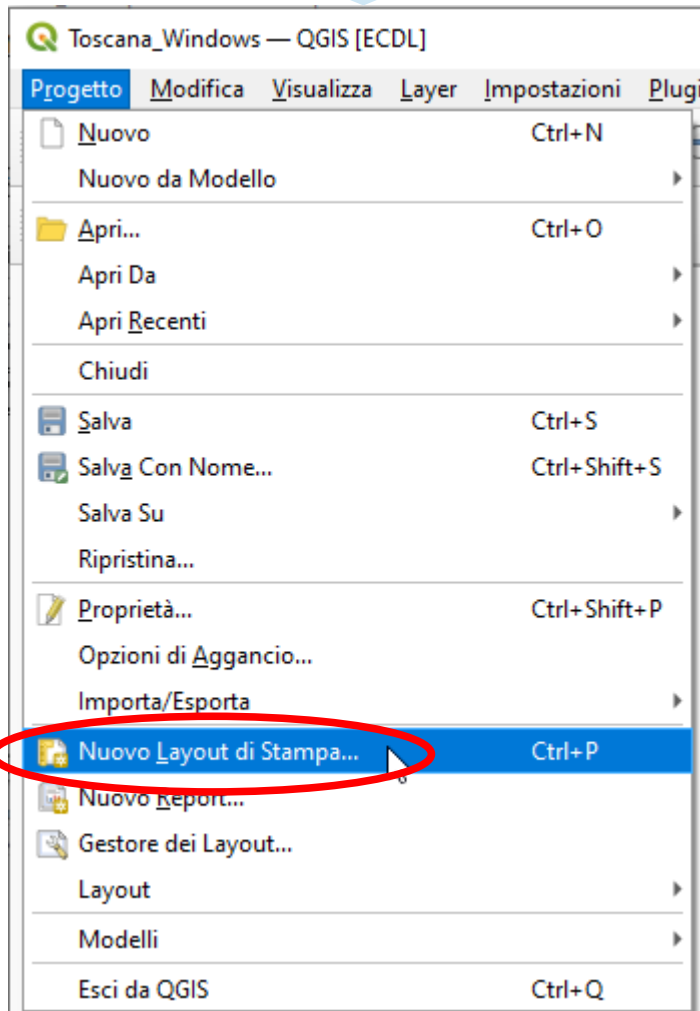 Toscana_Windows — QGIS [ECDL]
Progetto Modifica Visualizza Layer Impostazioni Plugi
Nuovo Ctrl+N
Nuovo da Modello
Apri... Ctrl+O
Apri Da
Apri Recenti
Chiudi
Salva Ctrl+S
Salva Con Nome... Ctrl+Shift+S
Salva Su
Ripristina...
Proprietà... Ctrl+Shift+P
Opzioni di Aggancio...
Importa/Esporta
Nuovo Layout di Stampa... Ctrl+P
Nuovo Report...
Gestore dei Layout...
Layout
Modelli
Esci da QGIS Ctrl+Q